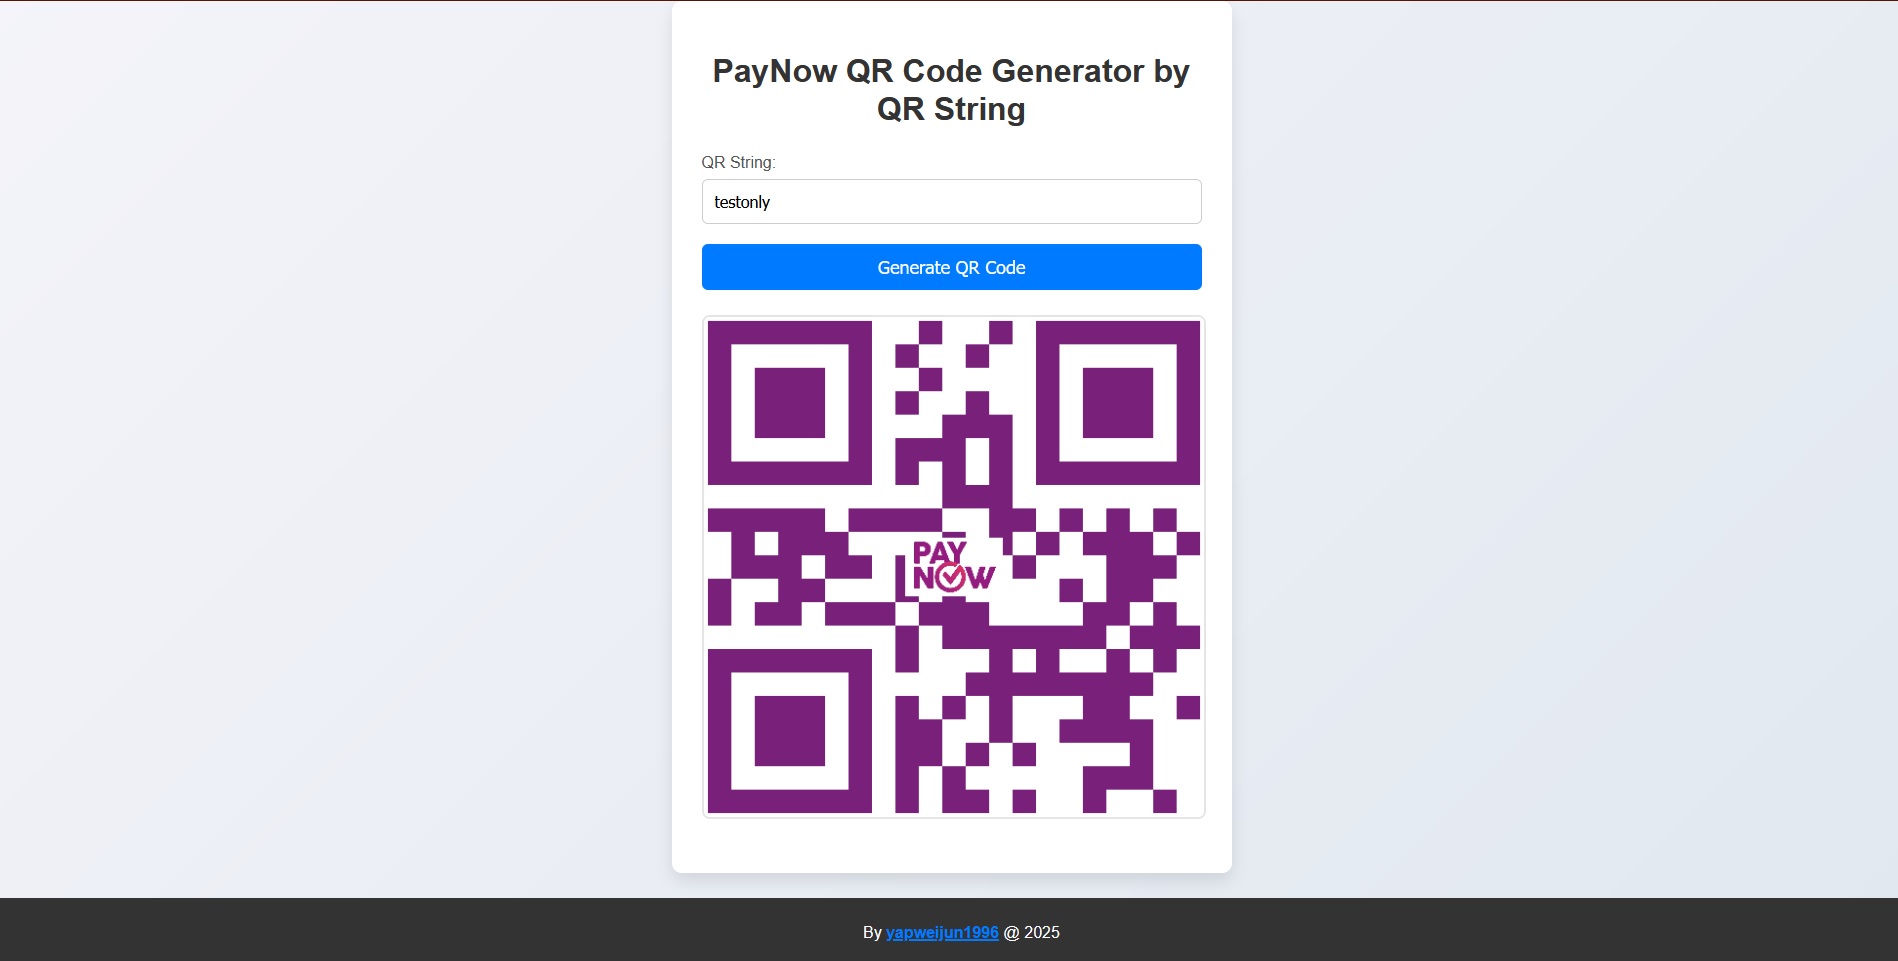 PayNow QR Code Generator by
QR String
QR String:
testonly
Generate QR Code
PAY
NOW
By yapweijun1996 @ 2025